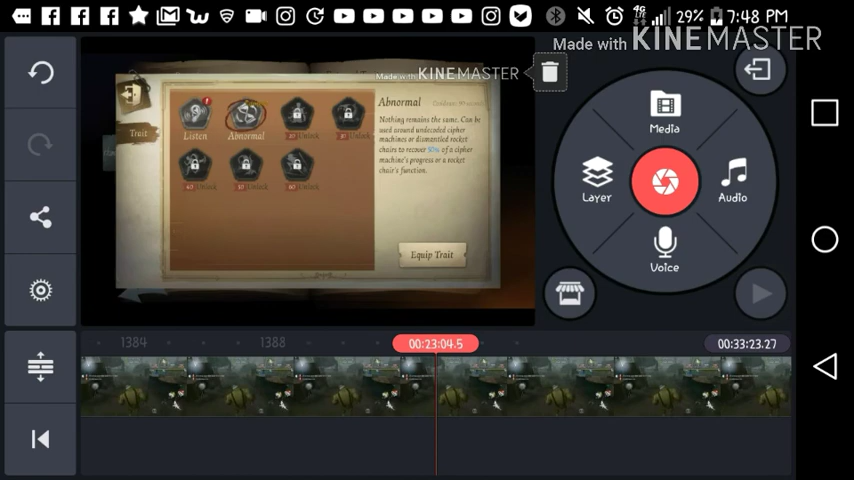 4G
29%
7:48 PM
Made with KINEMASTER
Made with KINEMASTER
Trait
Listen
Abnormal
Unlock
Unlock
Unlock
Unlock
Unlock
Abnormal
Nothing remains the same. Can be
used around undecoded cipher
machines or dismantled rocket
chairs to recover 50% of a cipher
machine's progress or a rocket
chair's function.
Equip Trait
Media
Layer
Audio
Voice
1384
1388
00:23:04.5
00:33:23.27